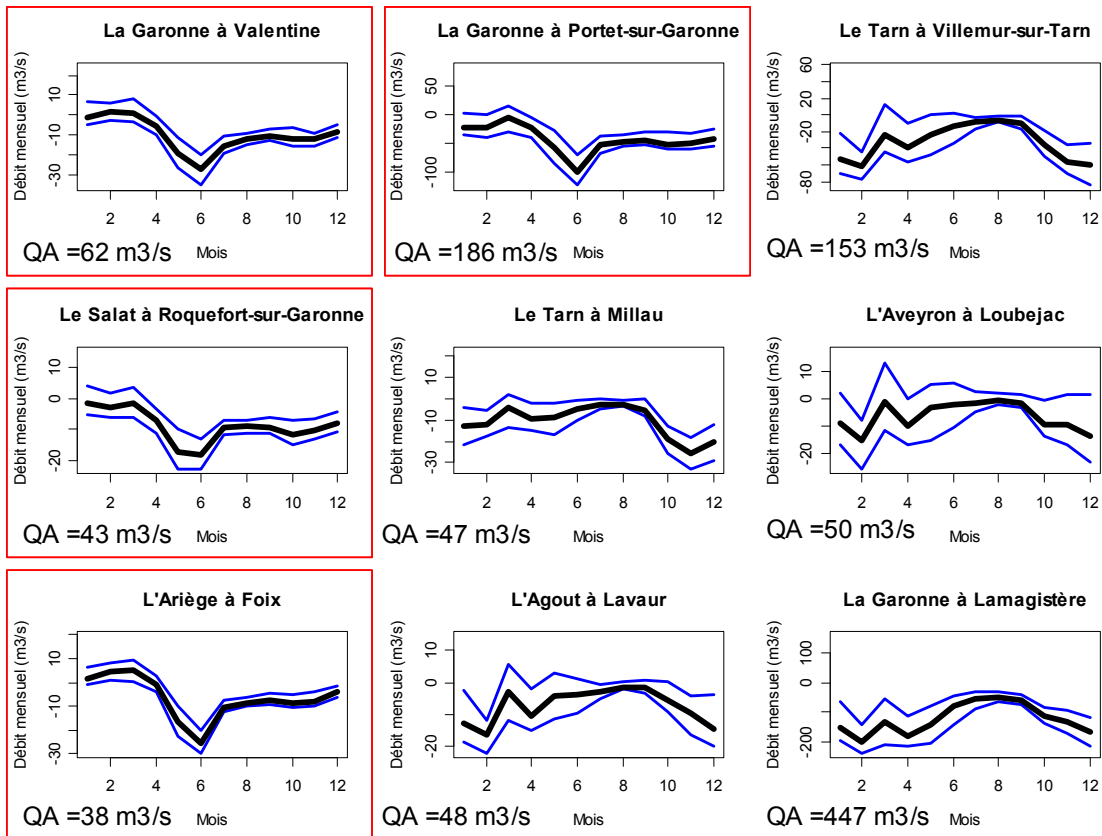 La Garonne à Valentine
Débit mensuel (m3/s)
10
-10
-30
2 4 6 8 10 12
QA =62 m3/s Mois
La Garonne à Portet-sur-Garonne
Débit mensuel (m3/s)
50
0
-100
2 4 6 8 10 12
QA =186 m3/s Mois
Le Tarn à Villemur-sur-Tarn
Débit mensuel (m3/s)
60
20
-20
-80
2 4 6 8 10 12
QA =153 m3/s Mois
Le Salat à Roquefort-sur-Garonne
Débit mensuel (m3/s)
10
0
-20
2 4 6 8 10 12
QA =43 m3/s Mois
Le Tarn à Millau
Débit mensuel (m3/s)
10
-10
-30
2 4 6 8 10 12
QA =47 m3/s Mois
L'Aveyron à Loubejac
Débit mensuel (m3/s)
10
0
-20
2 4 6 8 10 12
QA =50 m3/s Mois
L'Ariège à Foix
Débit mensuel (m3/s)
10
-10
-30
2 4 6 8 10 12
QA =38 m3/s Mois
L'Agout à Lavaur
Débit mensuel (m3/s)
10
0
-20
2 4 6 8 10 12
QA =48 m3/s Mois
La Garonne à Lamagistère
Débit mensuel (m3/s)
100
0
-200
2 4 6 8 10 12
QA =447 m3/s Mois